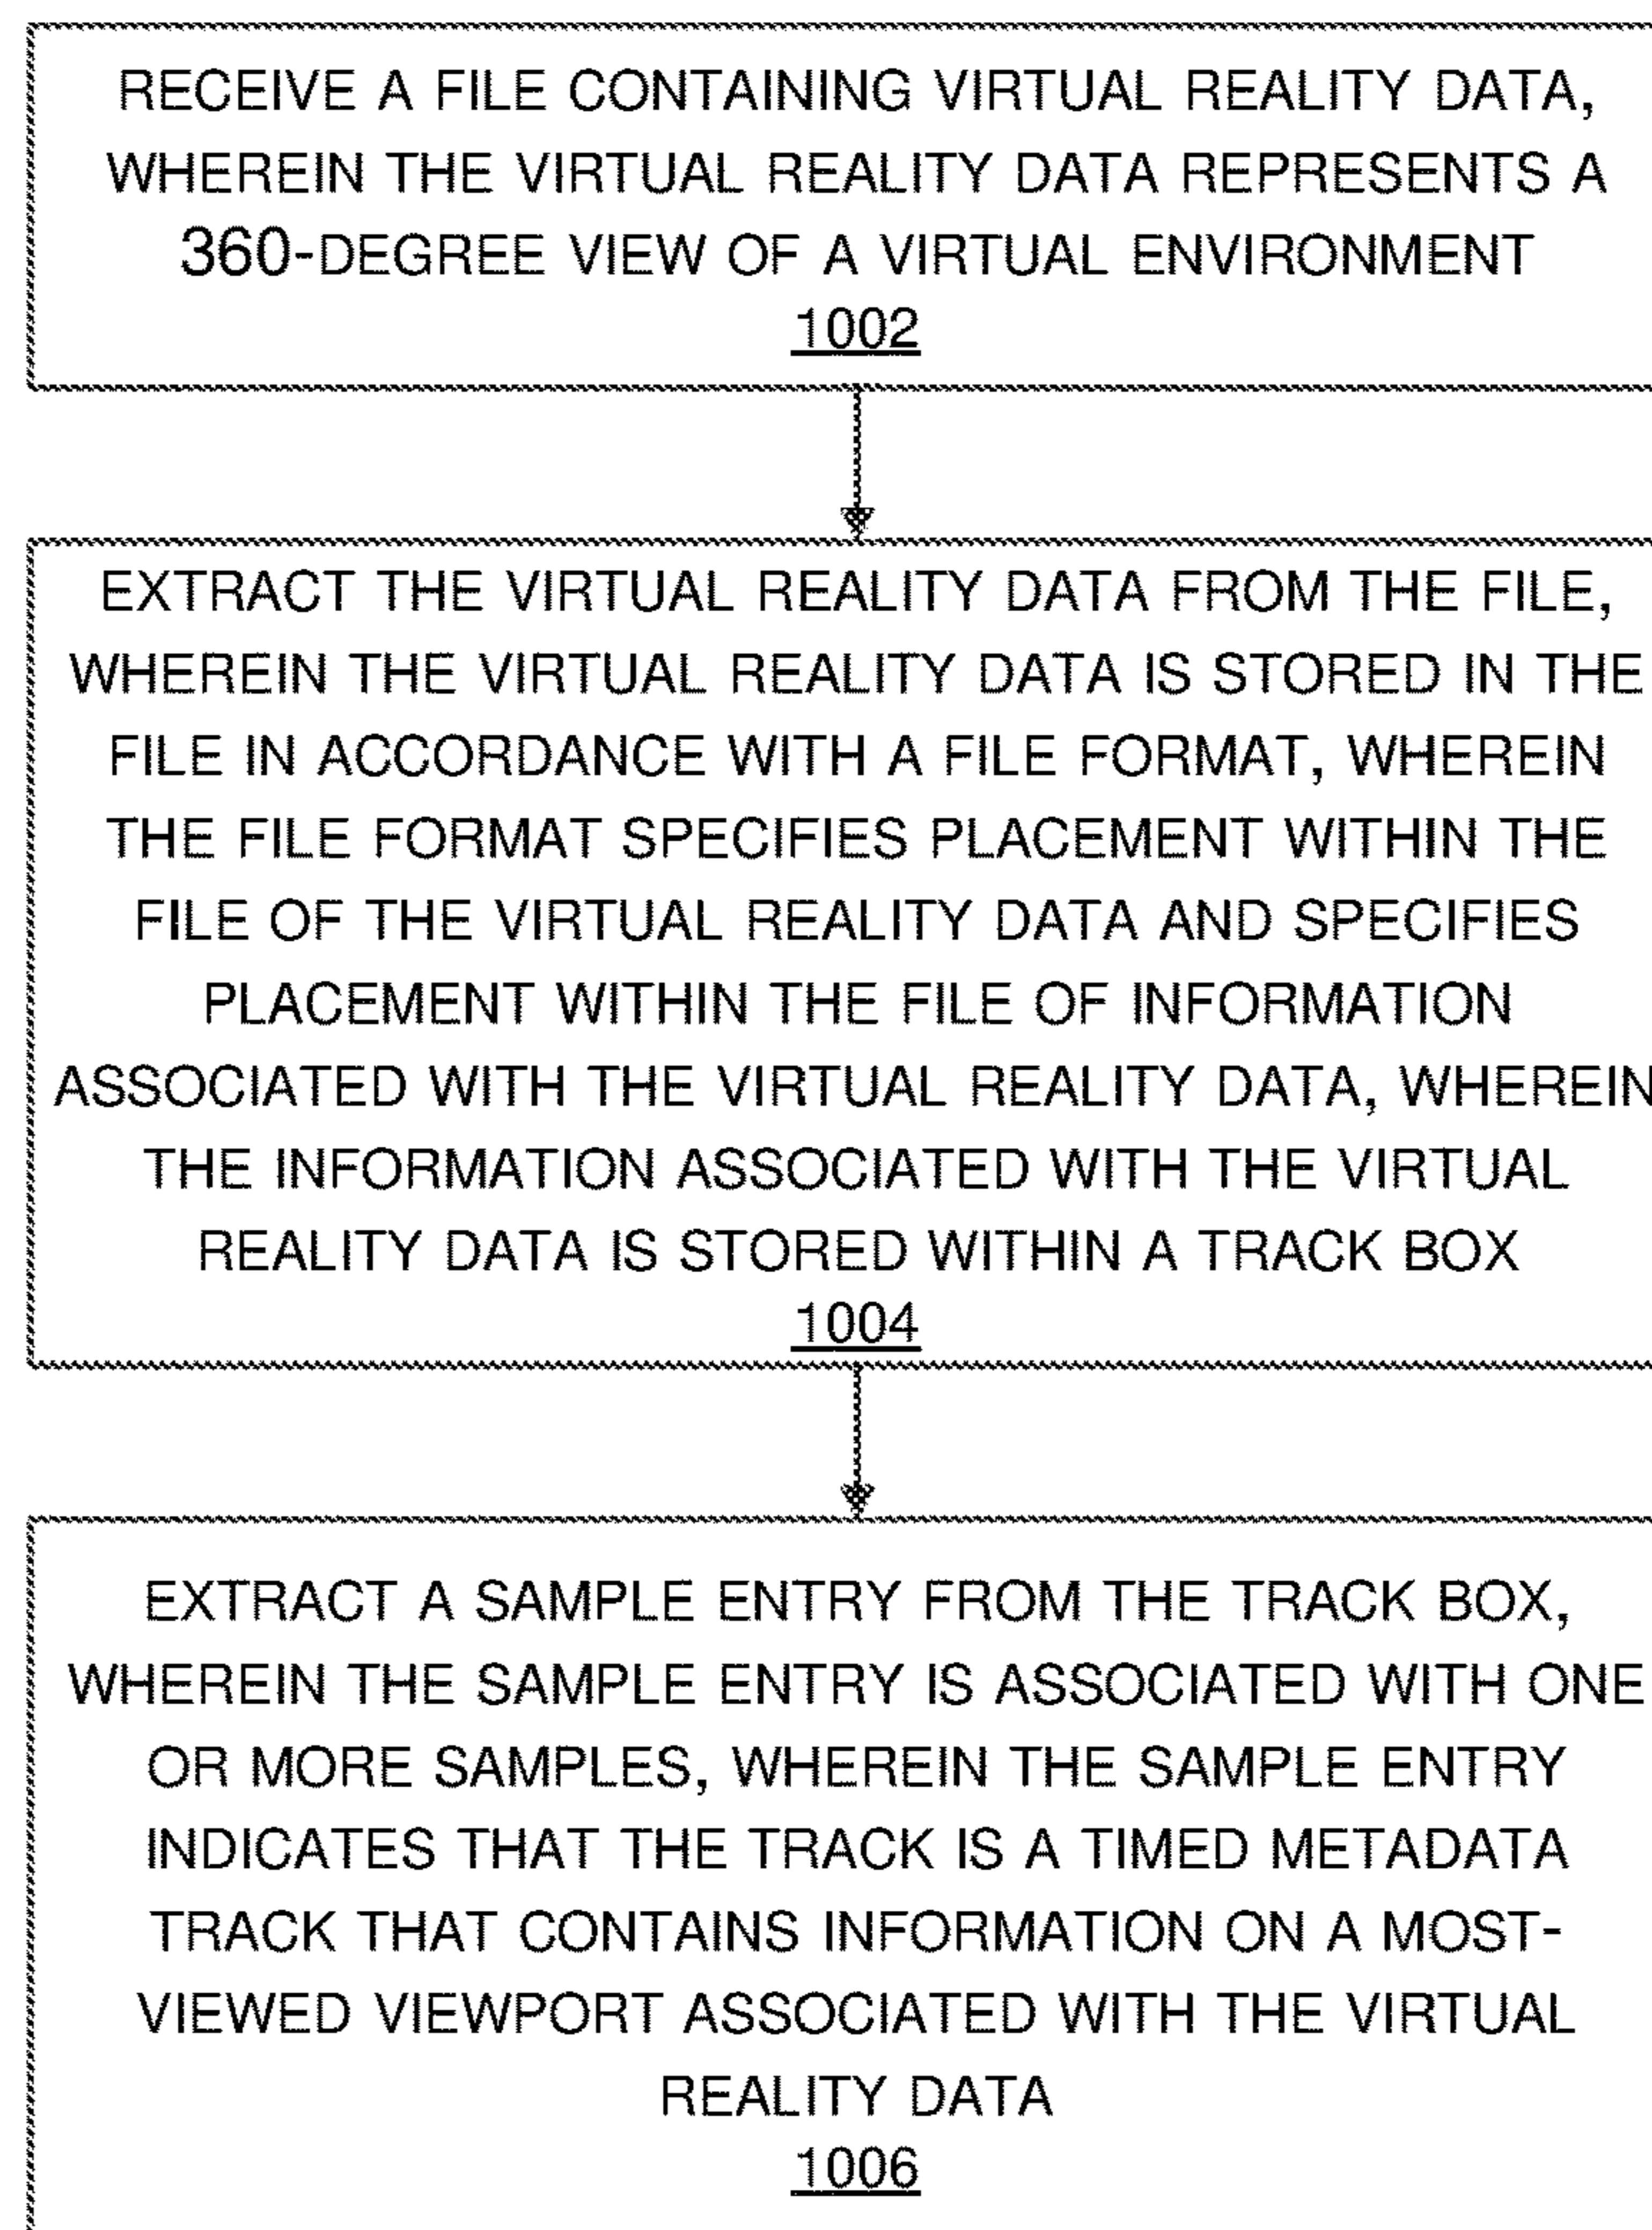 RECEIVE A FILE CONTAINING VIRTUAL REALITY DATA,
WHEREIN THE VIRTUAL REALITY DATA REPRESENTS A
360-DEGREE VIEW OF A VIRTUAL ENVIRONMENT
1002
EXTRACT THE VIRTUAL REALITY DATA FROM THE FILE,
WHEREIN THE VIRTUAL REALITY DATA IS STORED IN THE
FILE IN ACCORDANCE WITH A FILE FORMAT, WHEREIN
THE FILE FORMAT SPECIFIES PLACEMENT WITHIN THE
FILE OF THE VIRTUAL REALITY DATA AND SPECIFIES
PLACEMENT WITHIN THE FILE OF INFORMATION
ASSOCIATED WITH THE VIRTUAL REALITY DATA, WHEREIN
THE INFORMATION ASSOCIATED WITH THE VIRTUAL
REALITY DATA IS STORED WITHIN A TRACK BOX
1004
EXTRACT A SAMPLE ENTRY FROM THE TRACK BOX,
WHEREIN THE SAMPLE ENTRY IS ASSOCIATED WITH ONE
OR MORE SAMPLES, WHEREIN THE SAMPLE ENTRY
INDICATES THAT THE TRACK IS A TIMED METADATA
TRACK THAT CONTAINS INFORMATION ON A MOST-
VIEWED VIEWPORT ASSOCIATED WITH THE VIRTUAL
REALITY DATA
1006